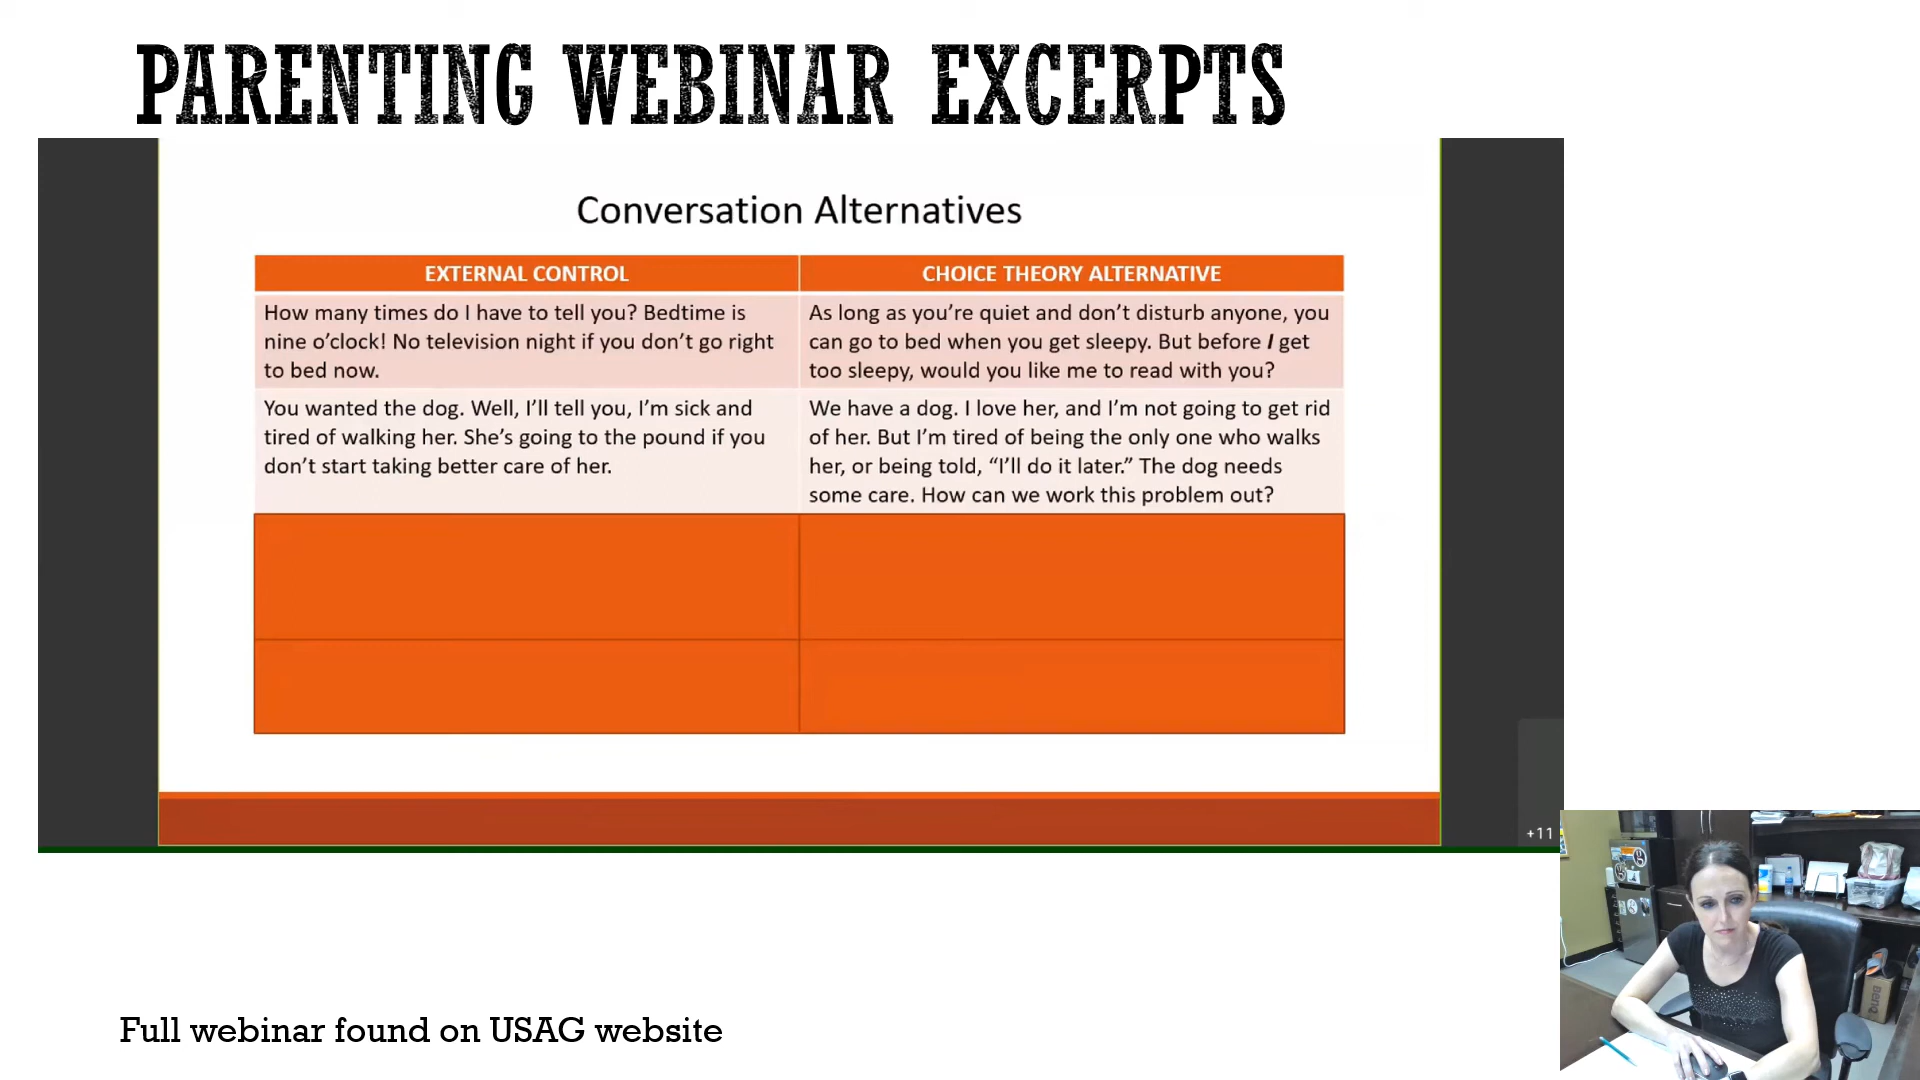 PARENTING WEBINAR EXCERPTS
Conversation Alternatives
EXTERNAL CONTROL
CHOICE THEORY ALTERNATIVE
How many times do I have to tell you? Bedtime is
nine o’clock! No television night if you don’t go right
to bed now.
As long as you’re quiet and don’t disturb anyone, you
can go to bed when you get sleepy. But before I get
too sleepy, would you like me to read with you?
You wanted the dog. Well, I’ll tell you, I’m sick and
tired of walking her. She’s going to the pound if you
don’t start taking better care of her.
We have a dog. I love her, and I’m not going to get rid
of her. But I’m tired of being the only one who walks
her, or being told, “I’ll do it later.” The dog needs
some care. How can we work this problem out?
+11
BenQ
Full webinar found on USAG website